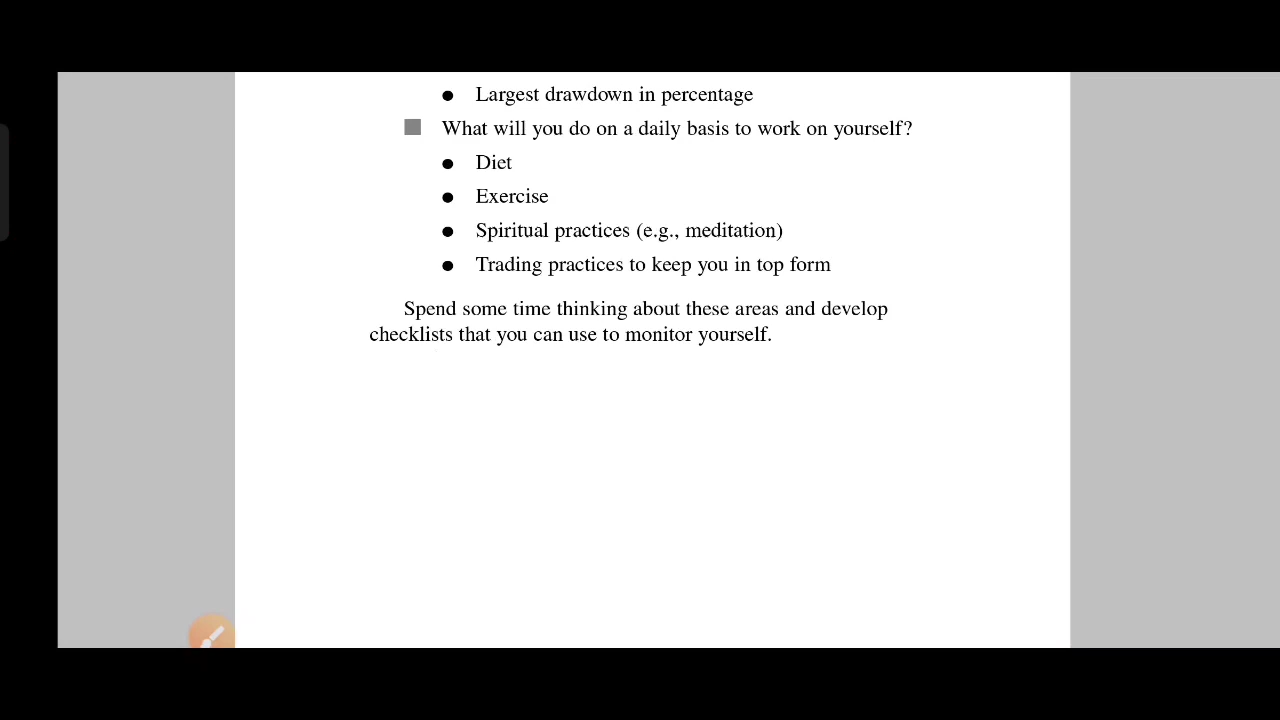 ● Largest drawdown in percentage
■ What will you do on a daily basis to work on yourself?
● Diet
● Exercise
● Spiritual practices (e.g., meditation)
● Trading practices to keep you in top form
Spend some time thinking about these areas and develop
checklists that you can use to monitor yourself.